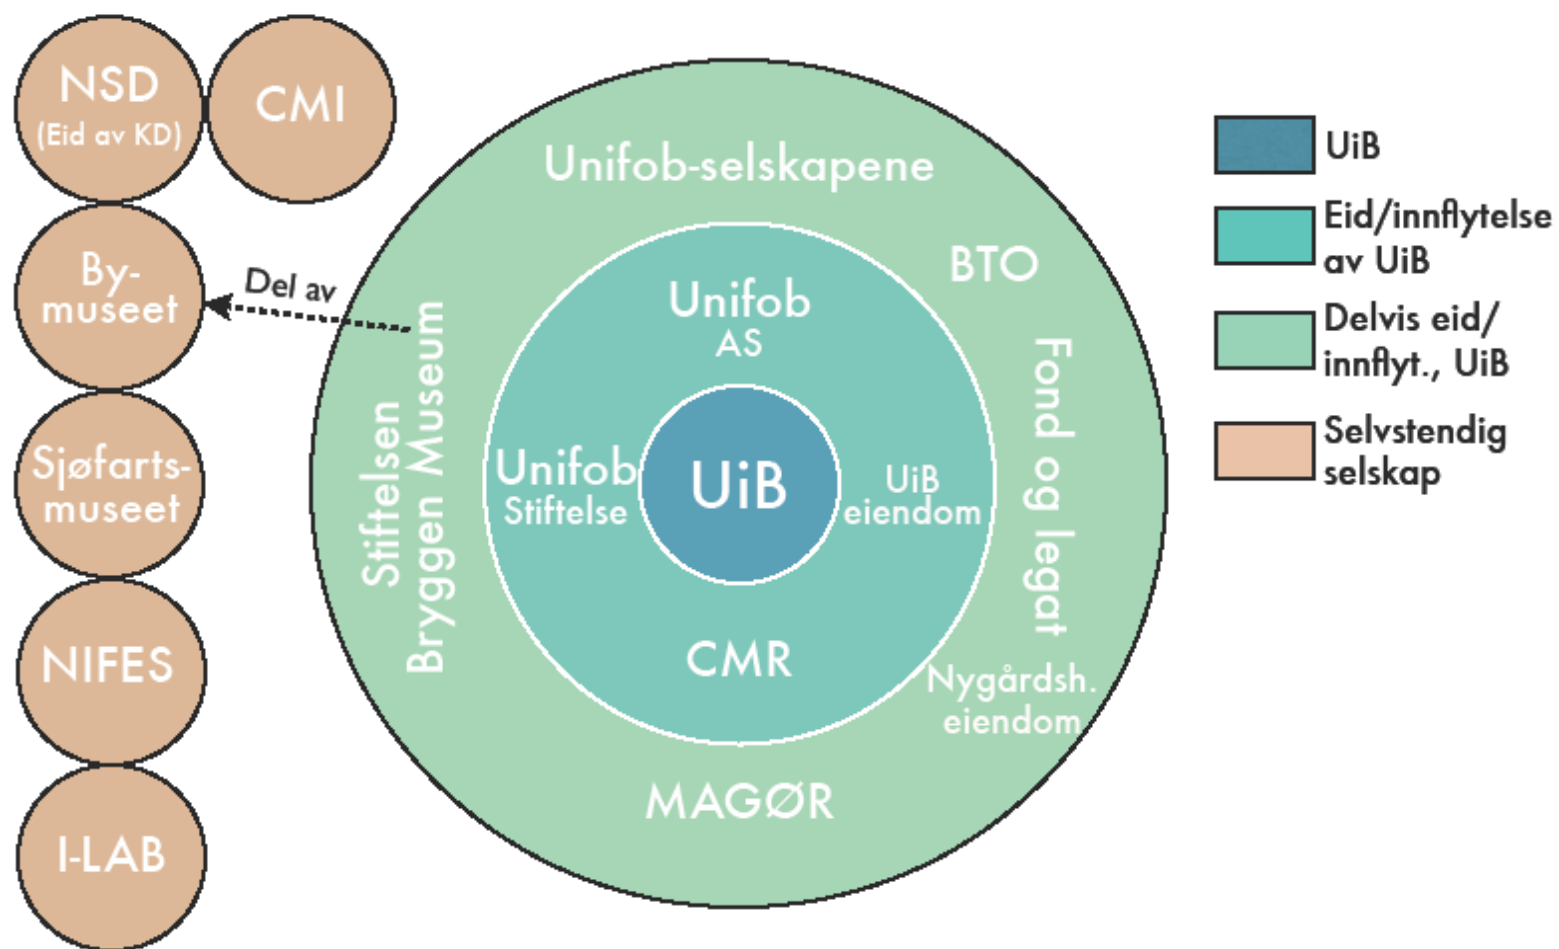 NSD
(Eid av KD)
CMI
By-
museet
Del av
Sjøfarts-
museet
NIFES
I-LAB
Unifob-selskapene
BTO
Fond og legat
Nygårdsh.
eiendom
MAGØR
Stiftelsen
Bryggen Museum
Unifob
AS
Unifob
Stiftelse
UiB
UiB
eiendom
CMR
UiB
Eid/innflytelse
av UiB
Delvis eid/
innflyt., UiB
Selvstendig
selskap